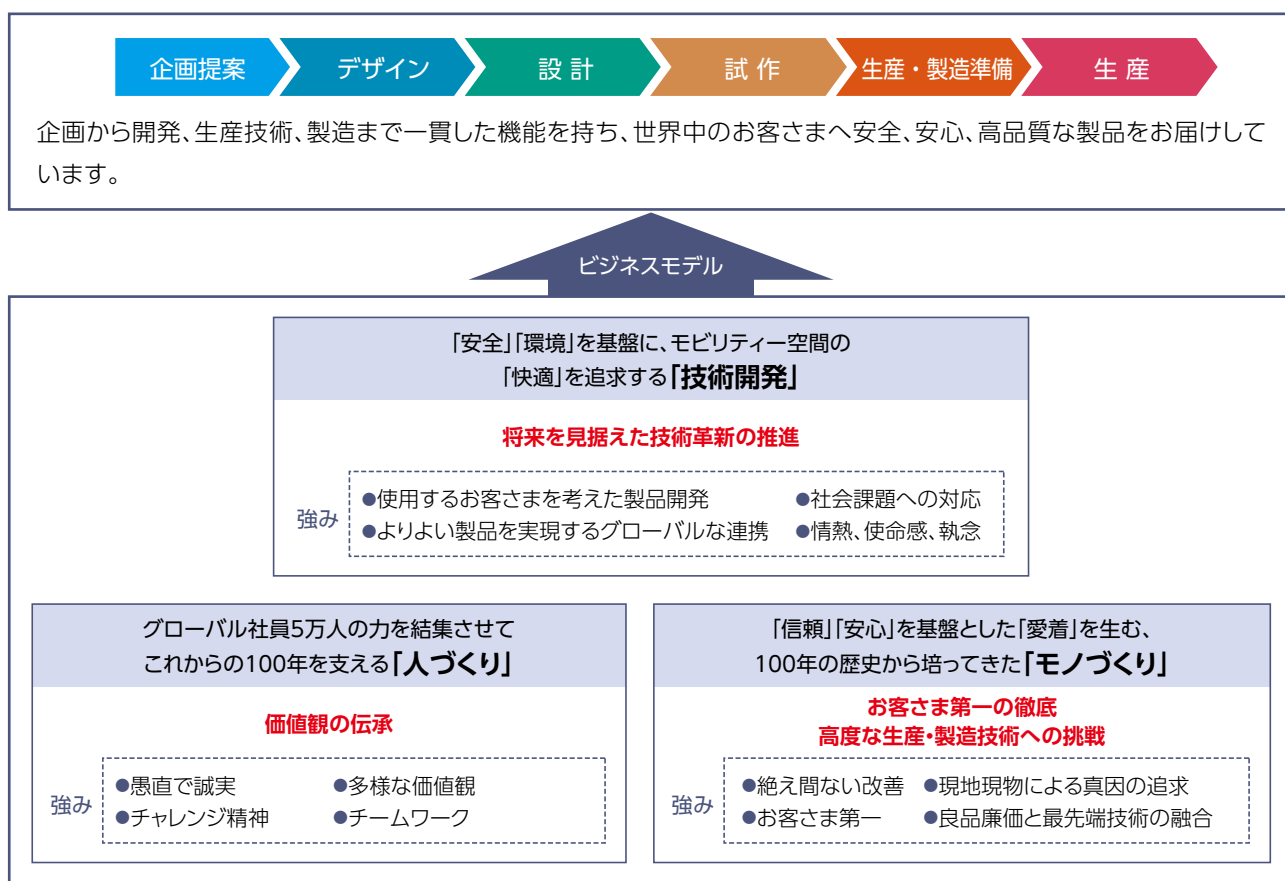 企画提案
デザイン
設 計
試 作
生産・製造準備
生 産
企画から開発、生産技術、製造まで一貫した機能を持ち、世界中のお客さまへ安全、安心、高品質な製品をお届けして
います。
ビジネスモデル
「安全」「環境」を基盤に、モビリティー空間の
「快適」を追求する「技術開発」
将来を見据えた技術革新の推進
強み
●使用するお客さまを考えた製品開発 ●社会課題への対応
●よりよい製品を実現するグローバルな連携 ●情熱、使命感、執念
グローバル社員5万人の力を結集させて
これからの100年を支える「人づくり」
価値観の伝承
強み
●愚直で誠実 ●多様な価値観
●チャレンジ精神 ●チームワーク
「信頼」「安心」を基盤とした「愛着」を生む、
100年の歴史から培ってきた「モノづくり」
お客さま第一の徹底
高度な生産・製造技術への挑戦
強み
●絶え間ない改善 ●現地現物による真因の追求
●お客さま第一 ●良品廉価と最先端技術の融合